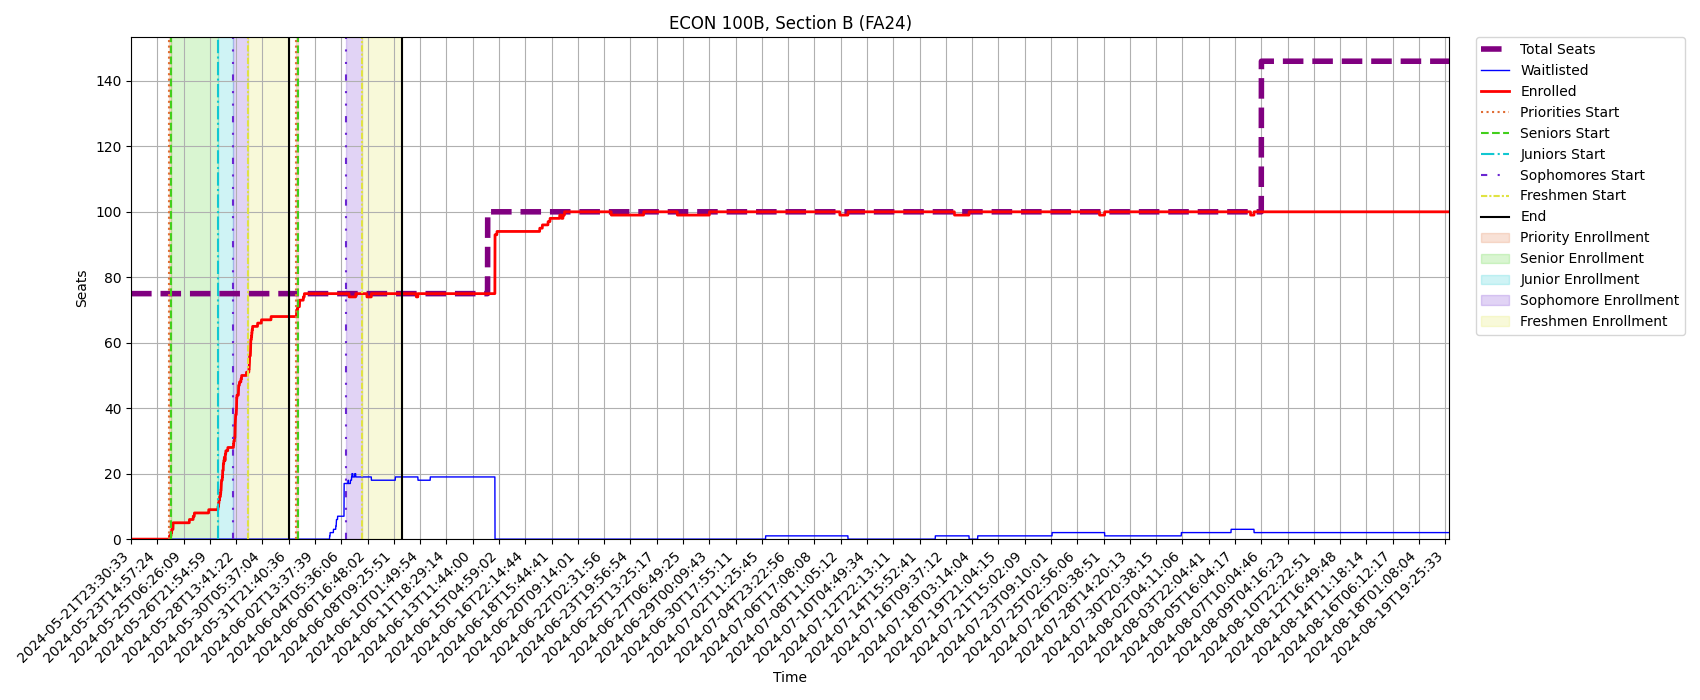 ECON 100B, Section B (FA24)
Seats
140
120
100
80
60
40
20
0
2024-05-21T23:30:33
2024-05-23T14:57:24
2024-05-25T06:26:09
2024-05-26T21:54:59
2024-05-28T13:41:22
2024-05-30T05:37:04
2024-05-31T21:40:36
2024-06-02T13:37:39
2024-06-04T05:36:06
2024-06-06T16:48:02
2024-06-08T09:25:51
2024-06-10T01:49:54
2024-06-11T18:29:14
2024-06-13T11:44:00
2024-06-15T04:59:02
2024-06-16T22:14:44
2024-06-18T15:44:41
2024-06-20T09:14:01
2024-06-22T02:31:56
2024-06-23T19:56:54
2024-06-25T13:25:17
2024-06-27T06:49:25
2024-06-29T00:09:43
2024-06-30T17:55:11
2024-07-02T11:25:45
2024-07-04T23:22:56
2024-07-06T17:08:08
2024-07-08T11:05:12
2024-07-10T04:49:34
2024-07-12T22:13:11
2024-07-14T15:52:41
2024-07-16T09:37:12
2024-07-18T03:14:04
2024-07-19T21:04:15
2024-07-21T15:02:09
2024-07-23T09:10:01
2024-07-25T02:56:06
2024-07-26T20:38:51
2024-07-28T14:20:13
2024-07-30T20:38:15
2024-08-02T04:11:06
2024-08-03T22:04:41
2024-08-05T16:04:17
2024-08-07T10:04:46
2024-08-09T04:16:23
2024-08-10T22:22:51
2024-08-12T16:49:48
2024-08-14T11:18:14
2024-08-16T06:12:17
2024-08-18T01:08:04
2024-08-19T19:25:33
Time
Total Seats
Waitlisted
Enrolled
Priorities Start
Seniors Start
Juniors Start
Sophomores Start
Freshmen Start
End
Priority Enrollment
Senior Enrollment
Junior Enrollment
Sophomore Enrollment
Freshmen Enrollment